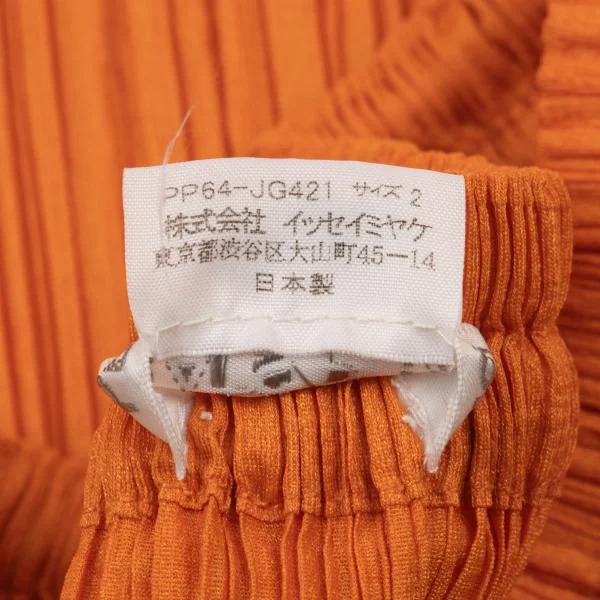 PP64-JG421 サイズ 2
株式会社 イッセイミヤケ
東京都渋谷区大山町45-14
日本製